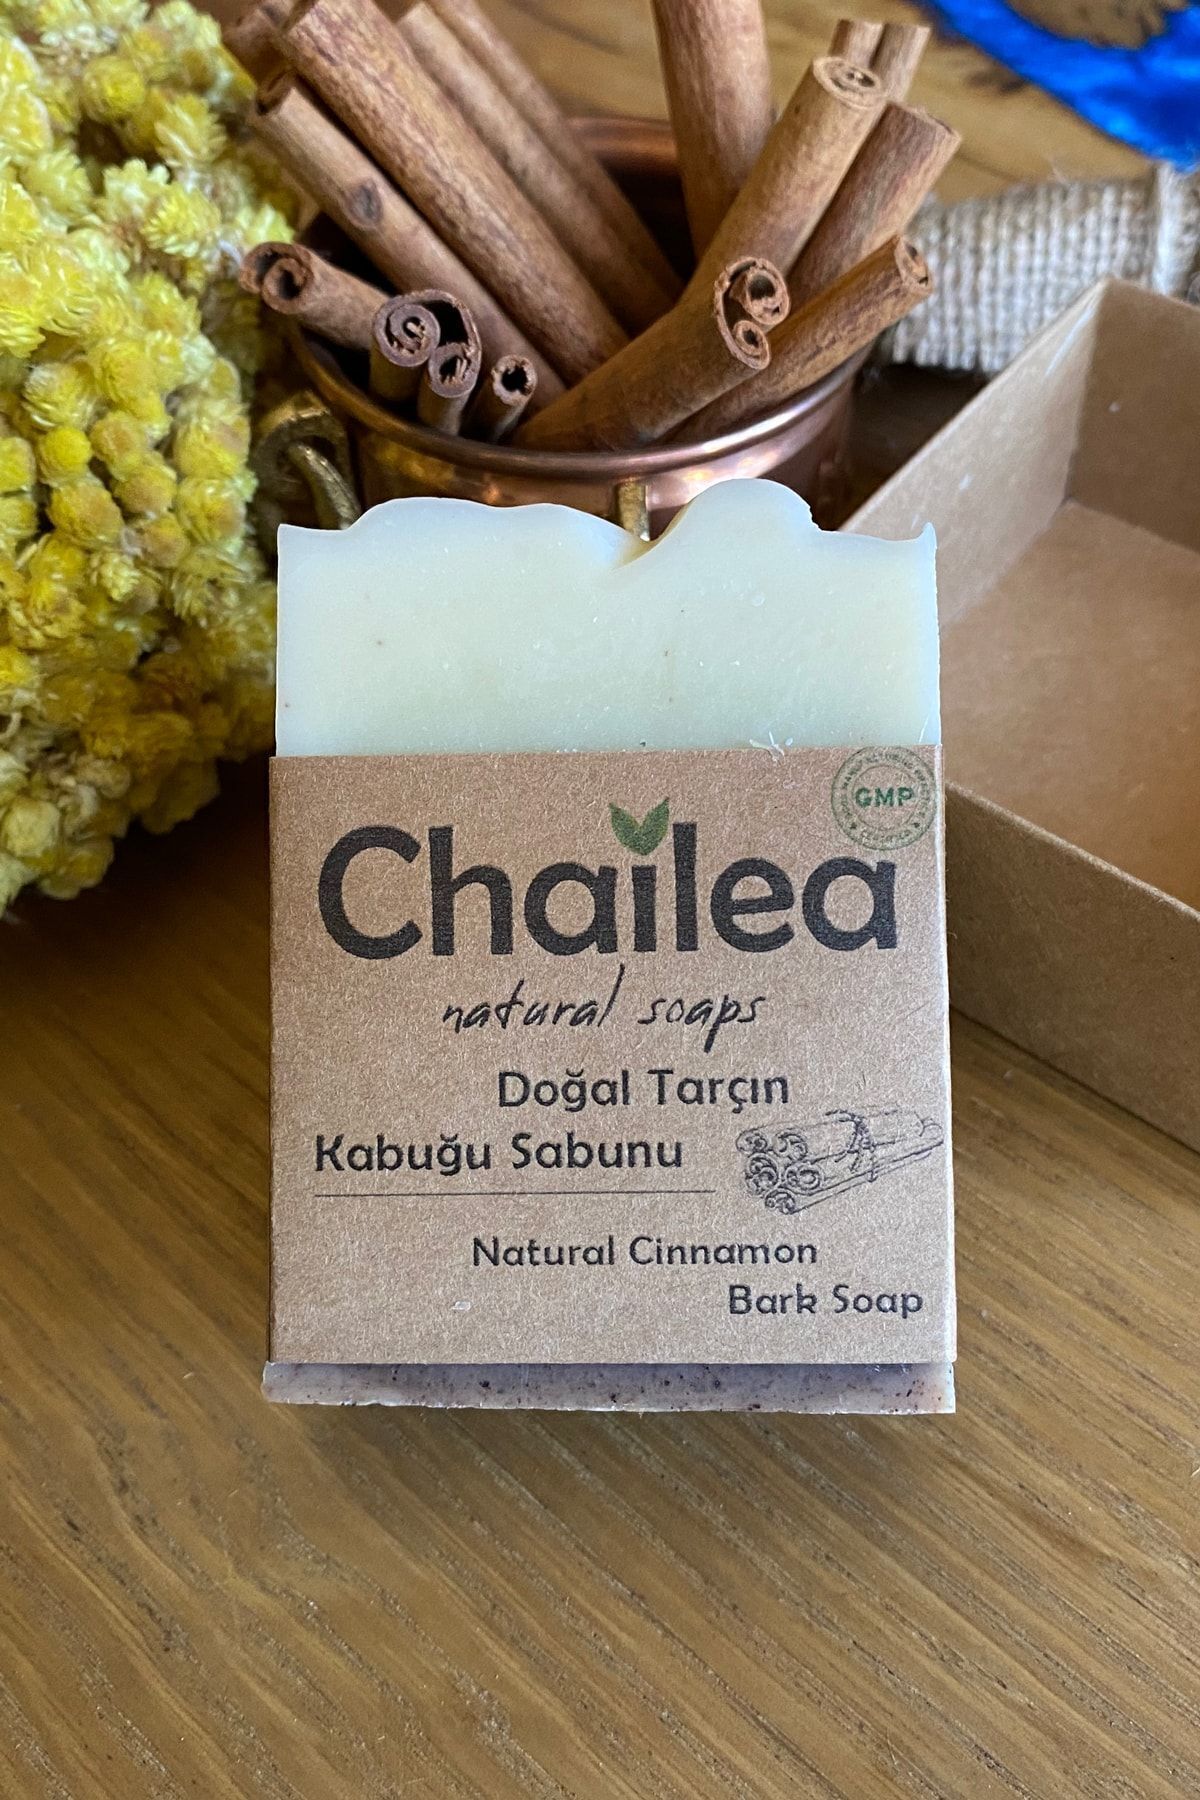 GMP
Chailea
natural soaps
Doğal Tarçın
Kabuğu Sabunu
Natural Cinnamon
Bark Soap